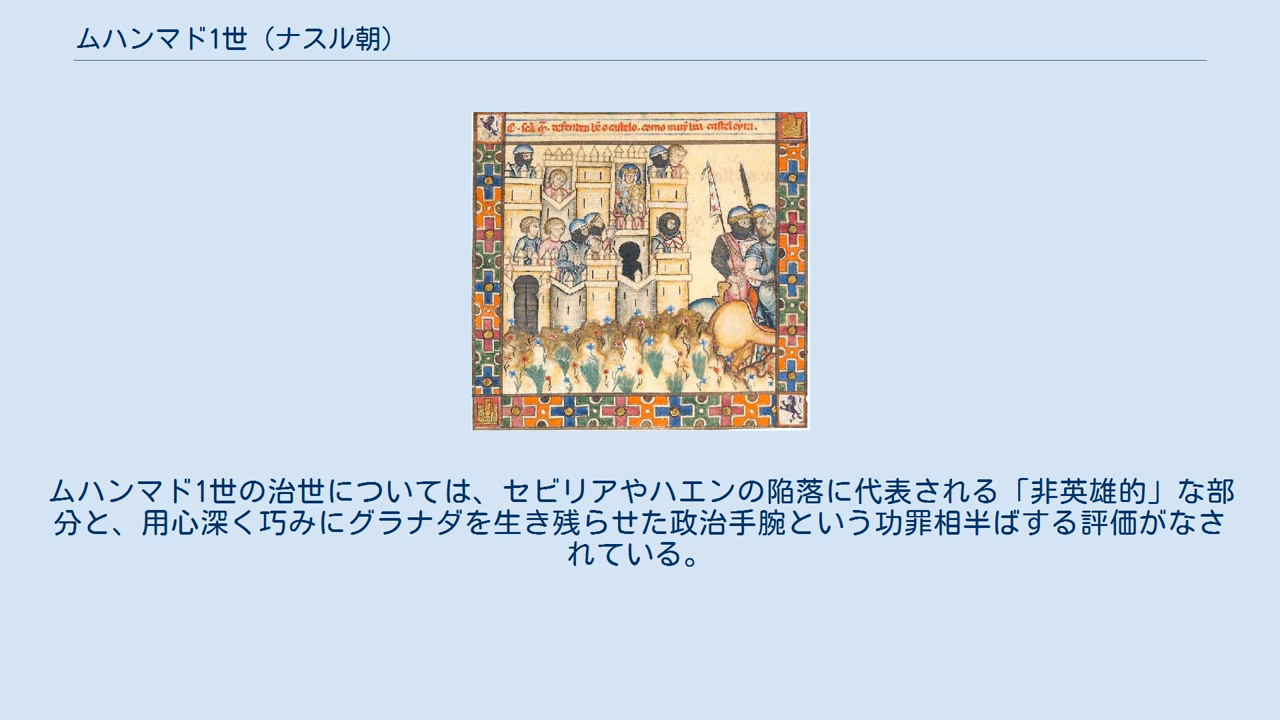 ムハンマド1世（ナスル朝）
ムハンマド1世の治世については、セビリアやハエンの陥落に代表される「非英雄的」な部
分と、用心深く巧みにグラナダを生き残らせた政治手腕という功罪相半ばする評価がなさ
れている。